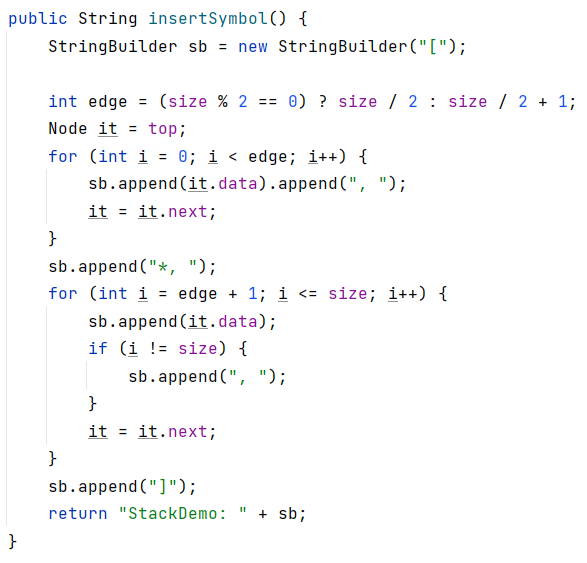 public String insertSymbol() {
    StringBuilder sb = new StringBuilder("[");

    int edge = (size % 2 == 0) ? size / 2 : size / 2 + 1;
    Node it = top;
    for (int i = 0; i < edge; i++) {
        sb.append(it.data).append(", ");
        it = it.next;
    }
    sb.append("*, ");
    for (int i = edge + 1; i <= size; i++) {
        sb.append(it.data);
        if (i != size) {
            sb.append(", ");
        }
        it = it.next;
    }
    sb.append("]");
    return "StackDemo: " + sb;
}